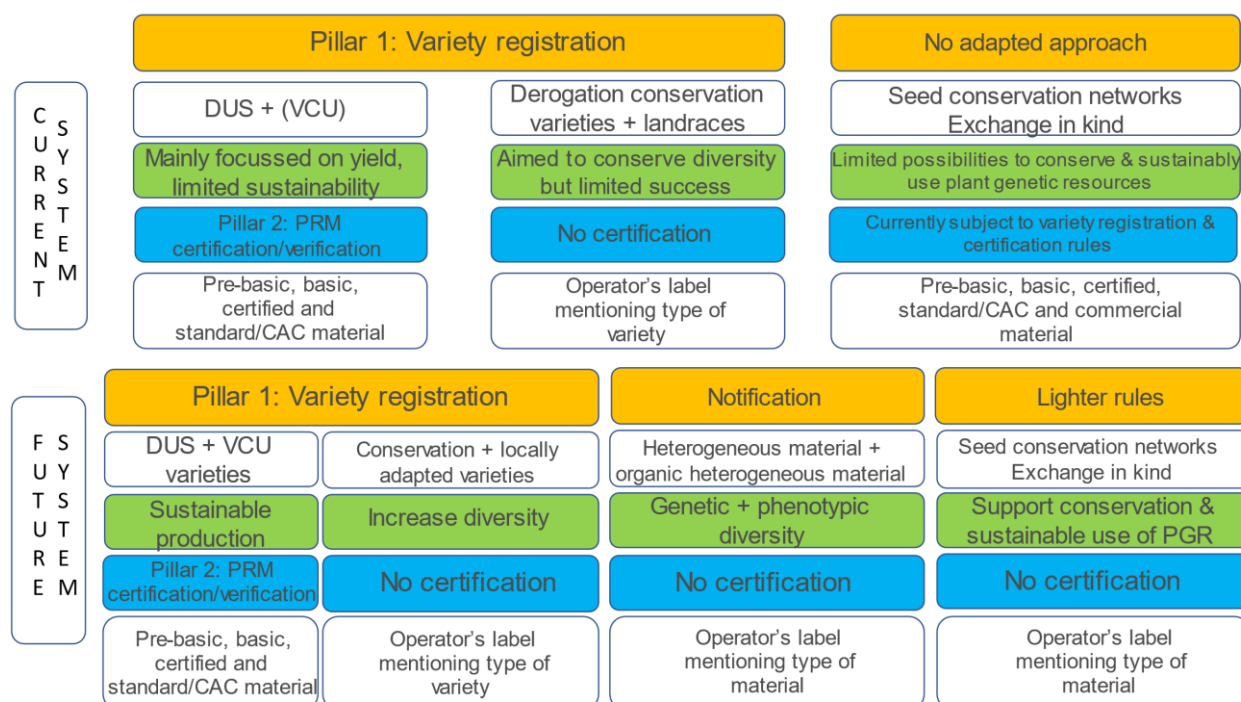 Pillar 1: Variety registration
No adapted approach
CURRENT
SYSTEM
DUS + (VCU)
Derogation conservation
varieties + landraces
Seed conservation networks
Exchange in kind
Mainly focussed on yield,
limited sustainability
Aimed to conserve diversity
but limited success
Limited possibilities to conserve & sustainably
use plant genetic resources
Pillar 2: PRM
certification/verification
No certification
Currently subject to variety registration &
certification rules
Pre-basic, basic,
certified and
standard/CAC material
Operator's label
mentioning type of
variety
Pre-basic, basic, certified,
standard/CAC and commercial
material
Pillar 1: Variety registration
Notification
Lighter rules
FUTURE
SYSTEM
DUS + VCU
varieties
Conservation + locally
adapted varieties
Heterogeneous material +
organic heterogeneous material
Seed conservation networks
Exchange in kind
Sustainable
production
Increase diversity
Genetic + phenotypic
diversity
Support conservation &
sustainable use of PGR
Pillar 2: PRM
certification/verification
No certification
No certification
No certification
Pre-basic, basic,
certified and
standard/CAC material
Operator's label
mentioning type of
variety
Operator's label
mentioning type of
material
Operator's label
mentioning type of
material